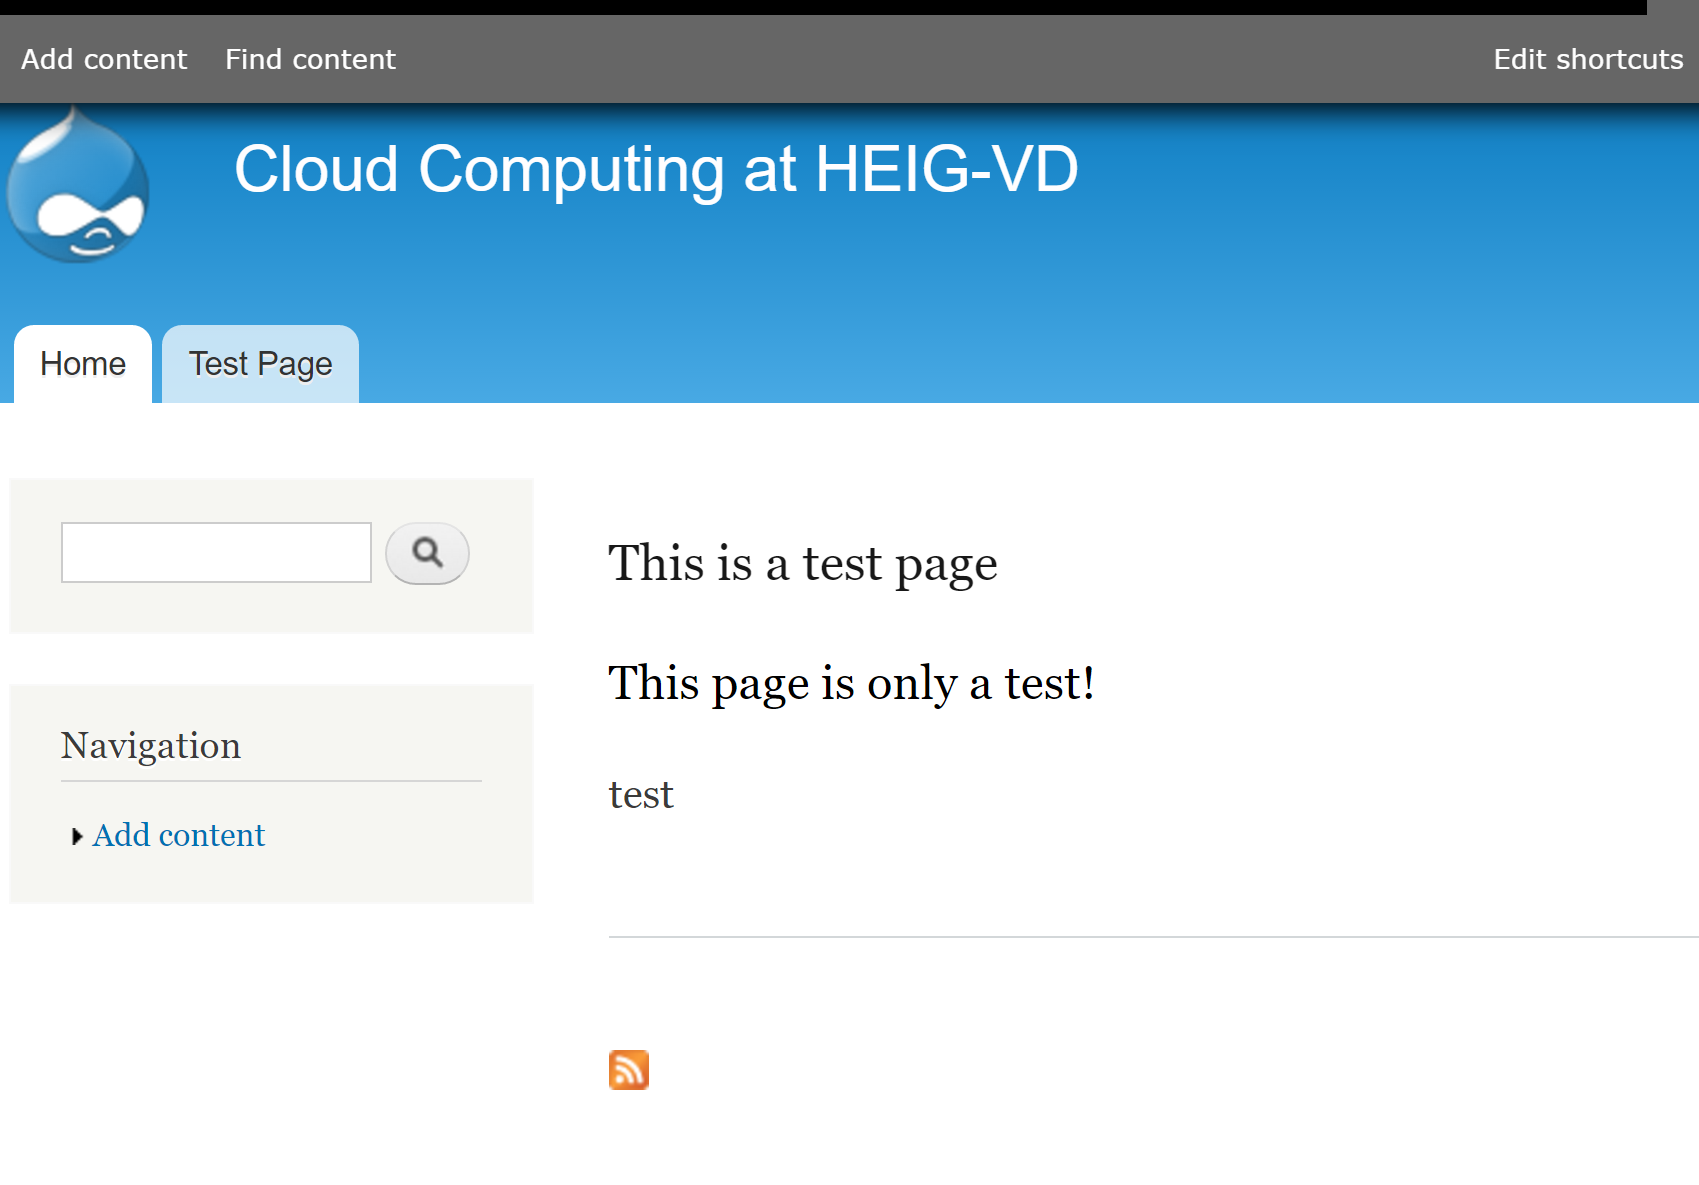 Add content Find content Edit shortcuts
Cloud Computing at HEIG-VD
Home Test Page
This is a test page
This page is only a test!
Navigation
test
Add content